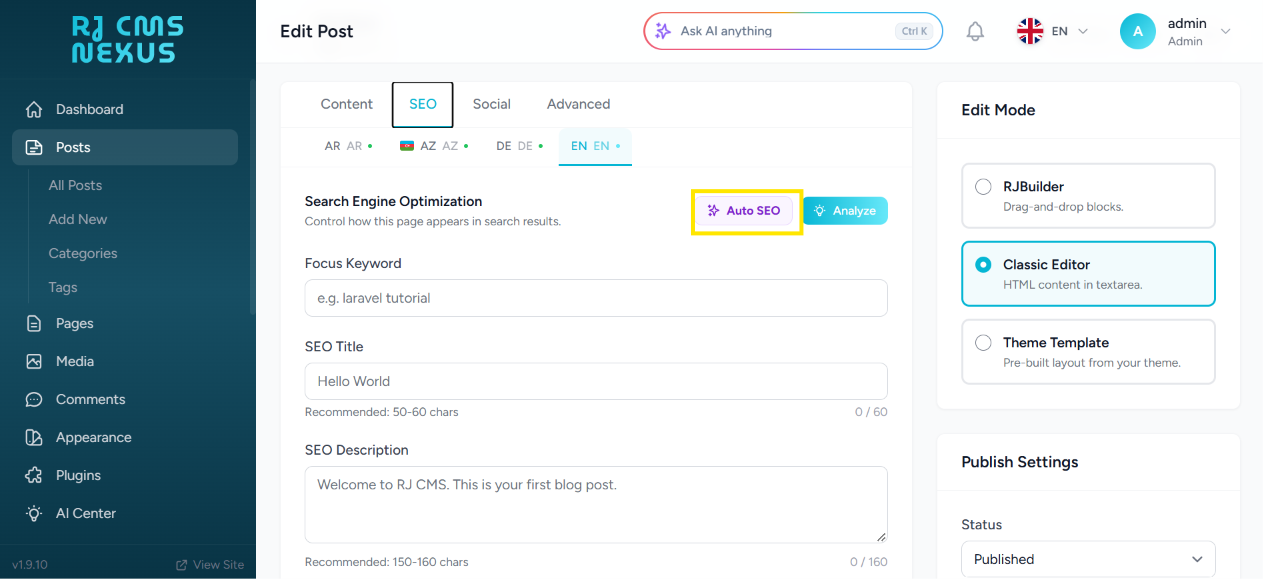 RJ CMS
NEXUS
Dashboard
Posts
All Posts
Add New
Categories
Tags
Pages
Media
Comments
Appearance
Plugins
AI Center
v1.9.10
View Site
Edit Post
Ask AI anything
Ctrl K
EN
A
admin
Admin
Content
SEO
Social
Advanced
AR AR
AZ AZ
DE DE
EN EN
Search Engine Optimization
Control how this page appears in search results.
Auto SEO
Analyze
Focus Keyword
e.g. laravel tutorial
SEO Title
Hello World
Recommended: 50-60 chars
0 / 60
SEO Description
Welcome to RJ CMS. This is your first blog post.
Recommended: 150-160 chars
0 / 160
Edit Mode
RJBuilder
Drag-and-drop blocks.
Classic Editor
HTML content in textarea.
Theme Template
Pre-built layout from your theme.
Publish Settings
Status
Published